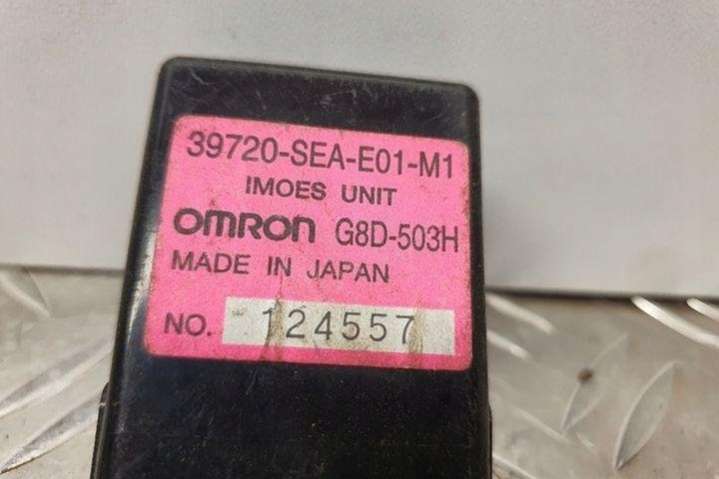 39720-SEA-E01-M1
IMOES UNIT
omron G8D-503H
MADE IN JAPAN
NO. 124557